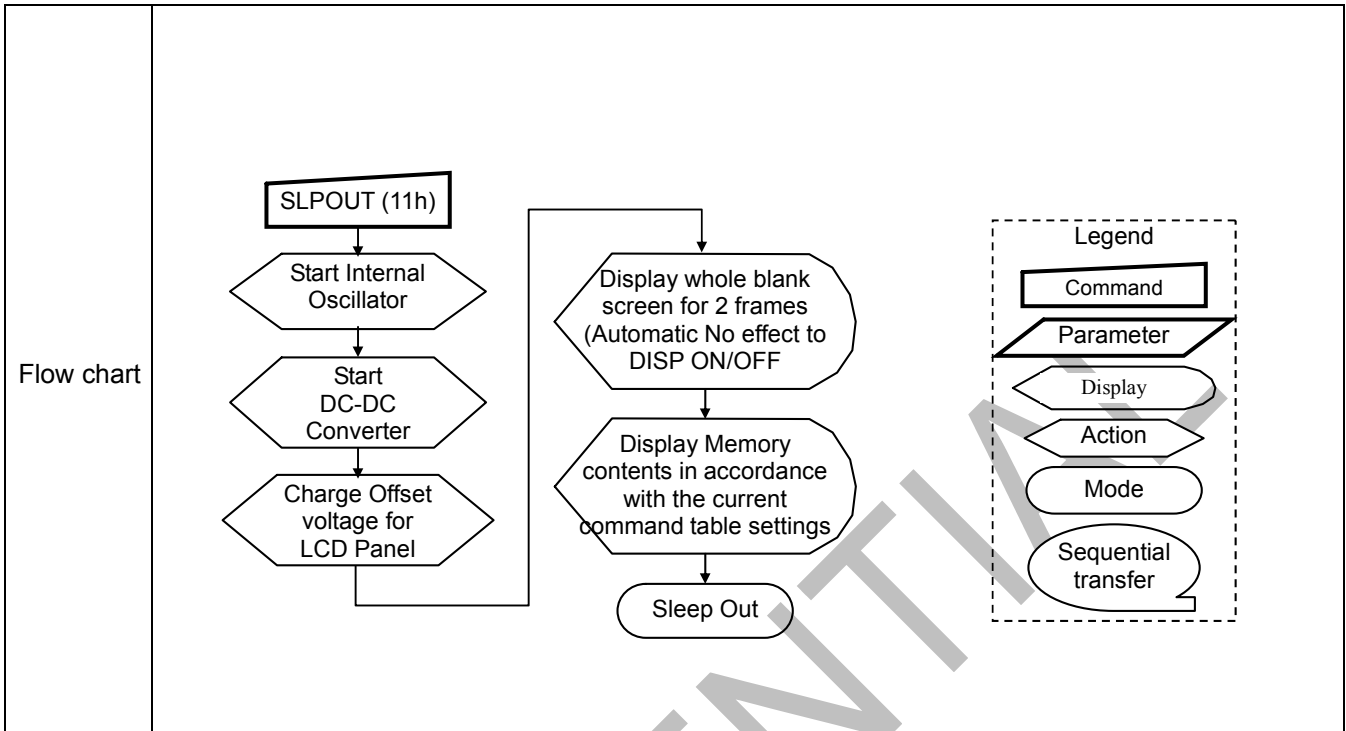 Flow chart
SLPOUT (11h)
Start Internal
Oscillator
Start
DC-DC
Converter
Charge Offset
voltage for
LCD Panel
Display whole blank
screen for 2 frames
(Automatic No effect to
DISP ON/OFF
Display Memory
contents in accordance
with the current
command table settings
Sleep Out
Legend
Command
Parameter
Display
Action
Mode
Sequential
transfer
ENTIAL